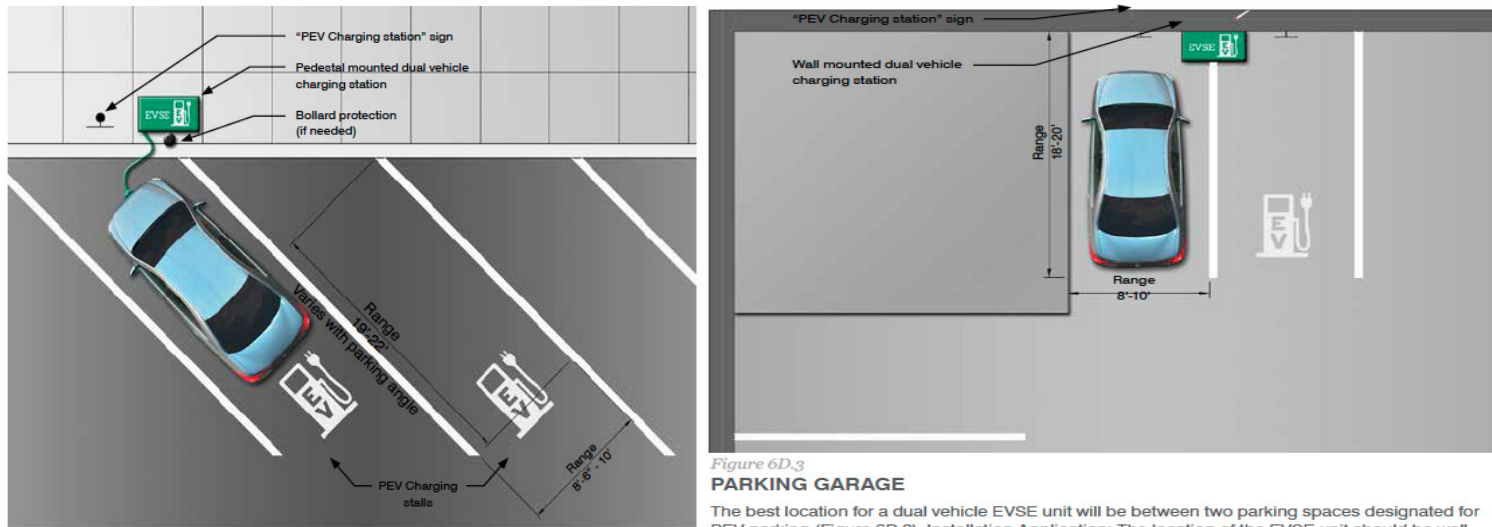 "PEV Charging station" sign
Pedestal mounted dual vehicle
charging station
Bollard protection
(if needed)
EVSE
EV
Range
19'-22'
Varies with parking angle
EV
EV
Range
8'-6" - 10'
PEV Charging
stalls
"PEV Charging station" sign
Wall mounted dual vehicle
charging station
EVSE
EV
Range
18'-20'
EV
Range
8'-10'
Figure 6D.3
PARKING GARAGE
The best location for a dual vehicle EVSE unit will be between two parking spaces designated for